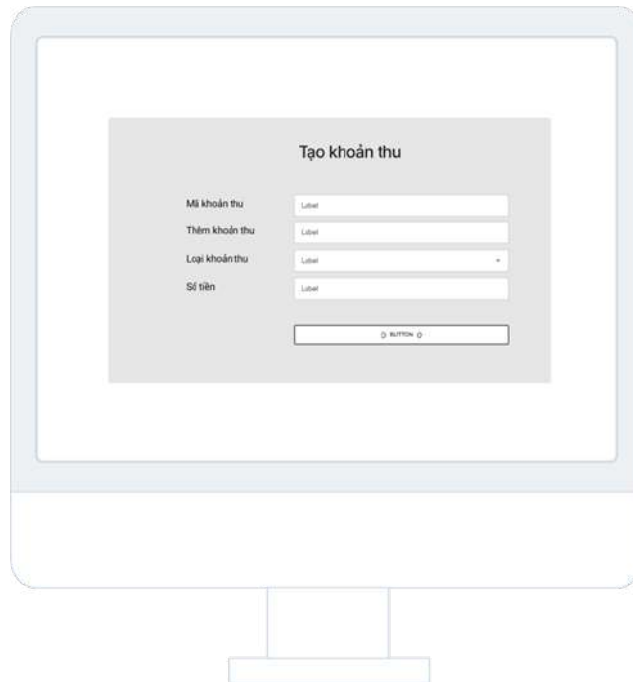 Tạo khoản thu
Mã khoản thu
Label
Thêm khoản thu
Label
Loại khoản thu
Label
Số tiền
Label
BUTTON